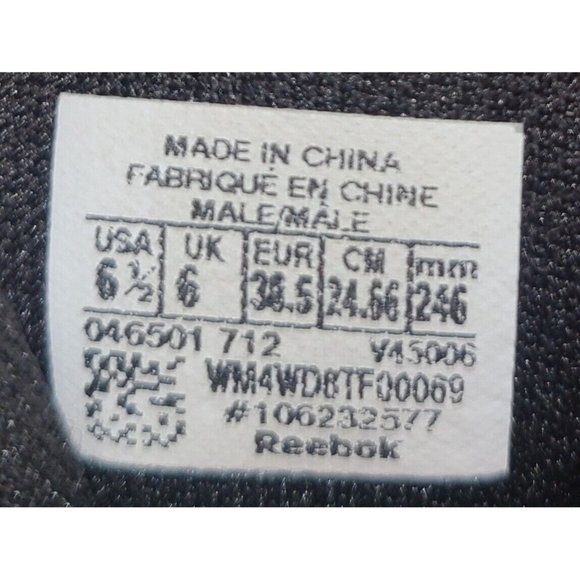 MADE IN CHINA
FABRIQUÉ EN CHINE
MALE/MÂLE
USA UK EUR CM mm
6 ½ 6 38.5 24.66 246
046501 712 V45006
WM4WD6TF00069
#106232577
Reebok